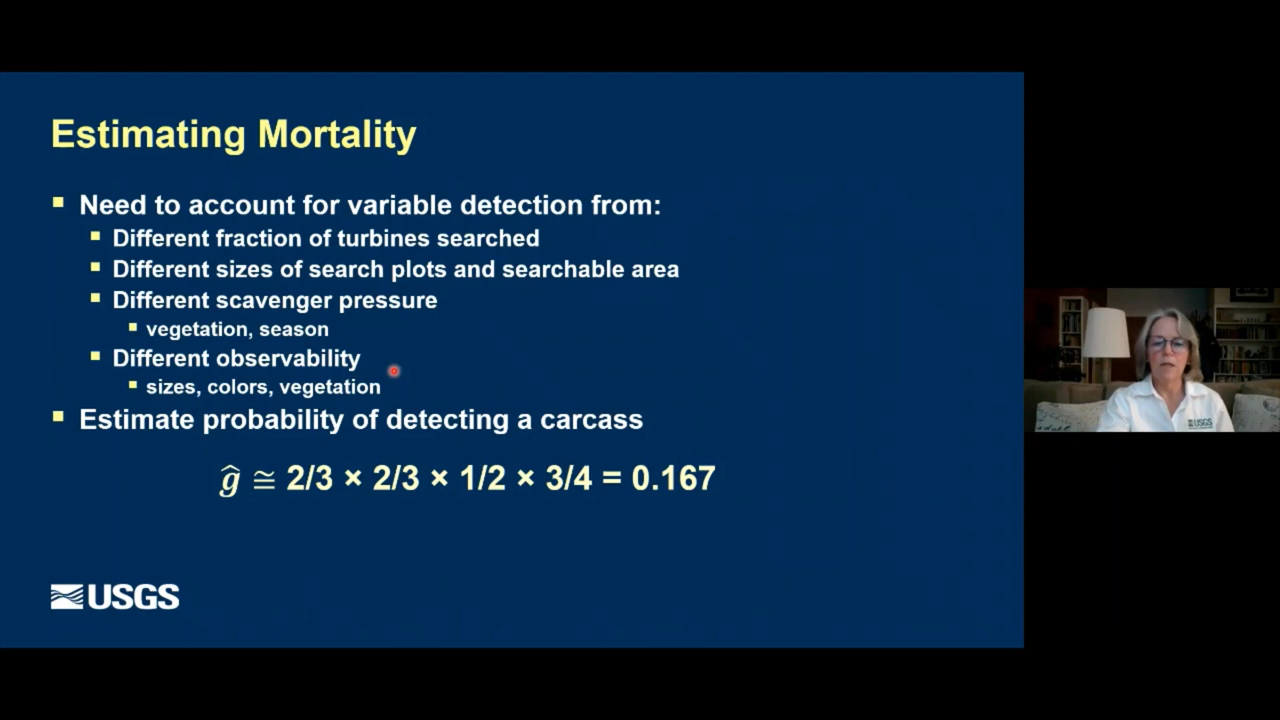 Estimating Mortality
Need to account for variable detection from:
Different fraction of turbines searched
Different sizes of search plots and searchable area
Different scavenger pressure
vegetation, season
Different observability
sizes, colors, vegetation
Estimate probability of detecting a carcass
ĝ ≅ 2/3 × 2/3 × 1/2 × 3/4 = 0.167
USGS
USGS